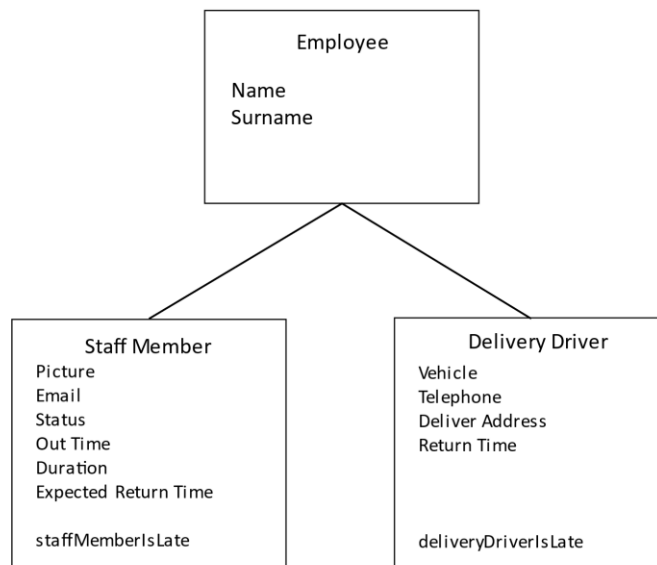 Employee
Name
Surname
Staff Member
Picture
Email
Status
Out Time
Duration
Expected Return Time
staffMemberIsLate
Delivery Driver
Vehicle
Telephone
Deliver Address
Return Time
deliveryDriverIsLate